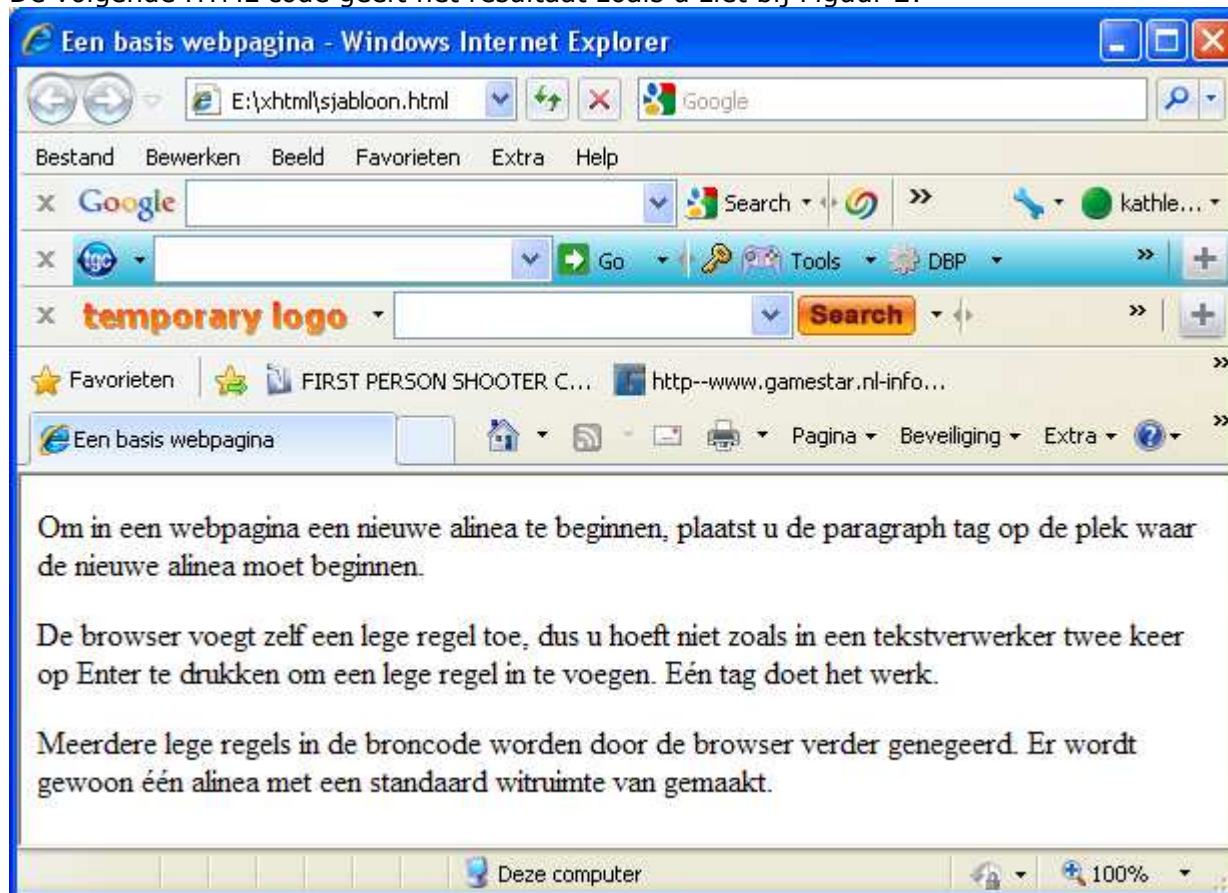 De volgende HTML code geeft het resultaat zoals u ziet bij Figuur 2.
Een basis webpagina - Windows Internet Explorer
E:\xhtml\sjabloon.html Google
Bestand Bewerken Beeld Favorieten Extra Help
x Google Search » kathle...
x tgc Go Tools DBP » +
x temporary logo Search » +
Favorieten FIRST PERSON SHOOTER C... http--www.gamestar.nl-info... »
Een basis webpagina Pagina Beveiliging Extra »
Om in een webpagina een nieuwe alinea te beginnen, plaatst u de paragraph tag op de plek waar
de nieuwe alinea moet beginnen.
De browser voegt zelf een lege regel toe, dus u hoeft niet zoals in een tekstverwerker twee keer
op Enter te drukken om een lege regel in te voegen. Eén tag doet het werk.
Meerdere lege regels in de broncode worden door de browser verder genegeerd. Er wordt
gewoon één alinea met een standaard witruimte van gemaakt.
Deze computer 100%